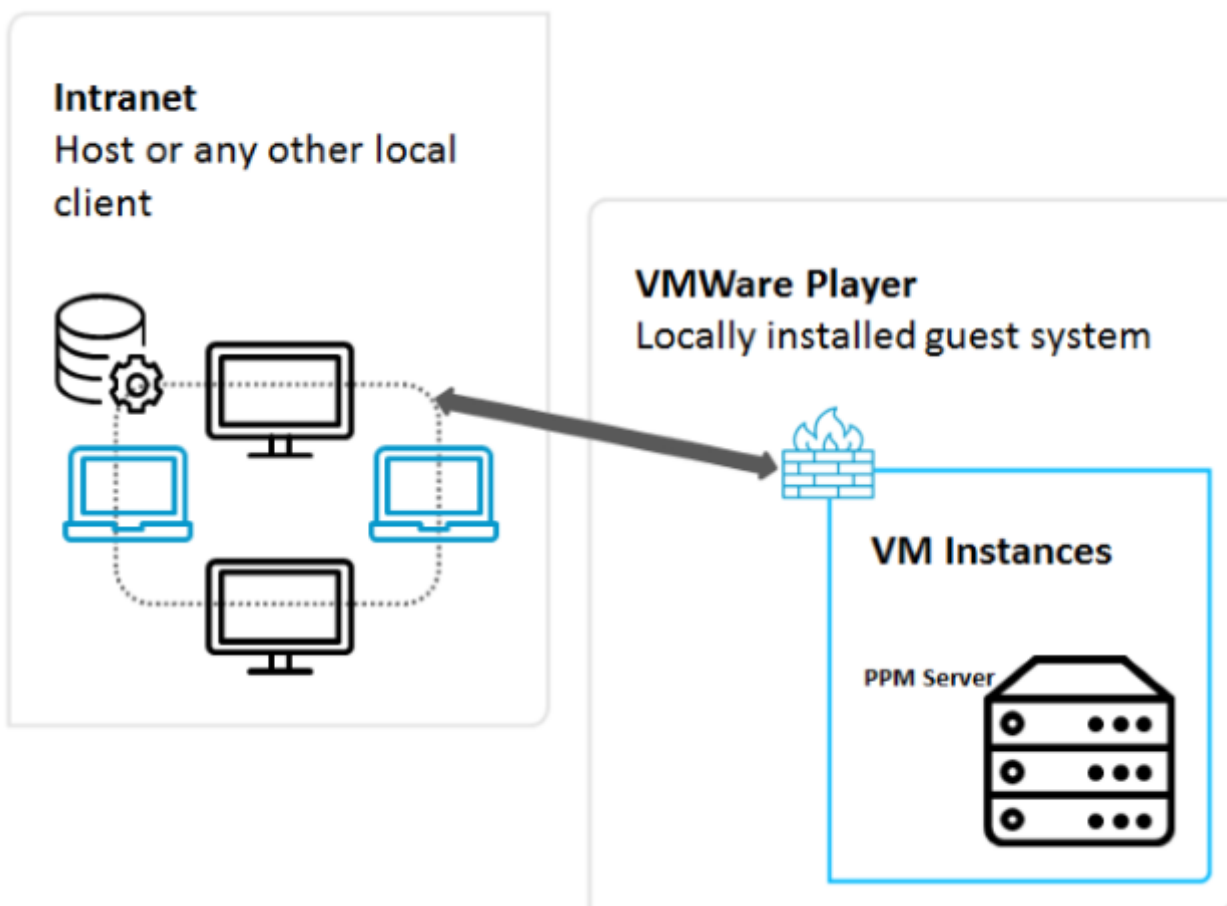 Intranet
Host or any other local
client
VMWare Player
Locally installed guest system
VM Instances
PPM Server